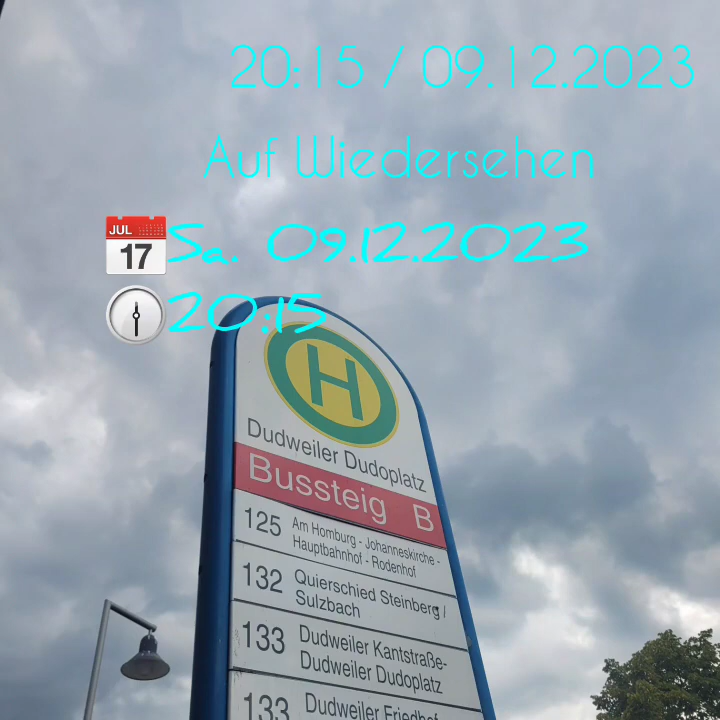 20:15 / 09.12.2023
Auf Wiedersehen
JUL
17
Sa. 09.12.2023
20:15
H
Dudweiler Dudoplatz
Bussteig B
125 Am Homburg - Johanneskirche -
Hauptbahnhof - Rodenhof
132 Quierschied Steinberg /
Sulzbach
133 Dudweiler Kantstraße-
Dudweiler Dudoplatz
133 Dudweiler Friedhof